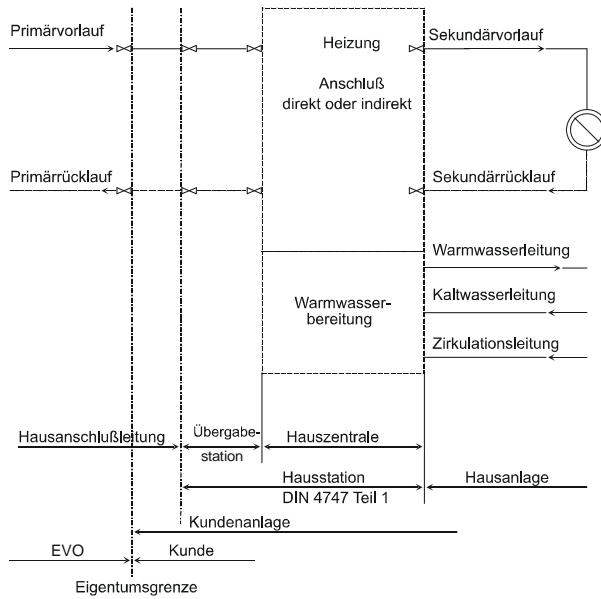 Primärvorlauf
Heizung
Sekundärvorlauf
Anschluß
direkt oder indirekt
Primärrücklauf
Sekundärrücklauf
Warmwasserleitung
Warmwasser-
bereitung
Kaltwasserleitung
Zirkulationsleitung
Hausanschlußleitung
Übergabe-
station
Hauszentrale
Hausstation
DIN 4747 Teil 1
Hausanlage
Kundenanlage
EVO
Kunde
Eigentumsgrenze